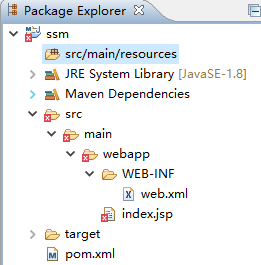 Package Explorer
ssm
src/main/resources
JRE System Library [JavaSE-1.8]
Maven Dependencies
src
main
webapp
WEB-INF
web.xml
index.jsp
target
pom.xml